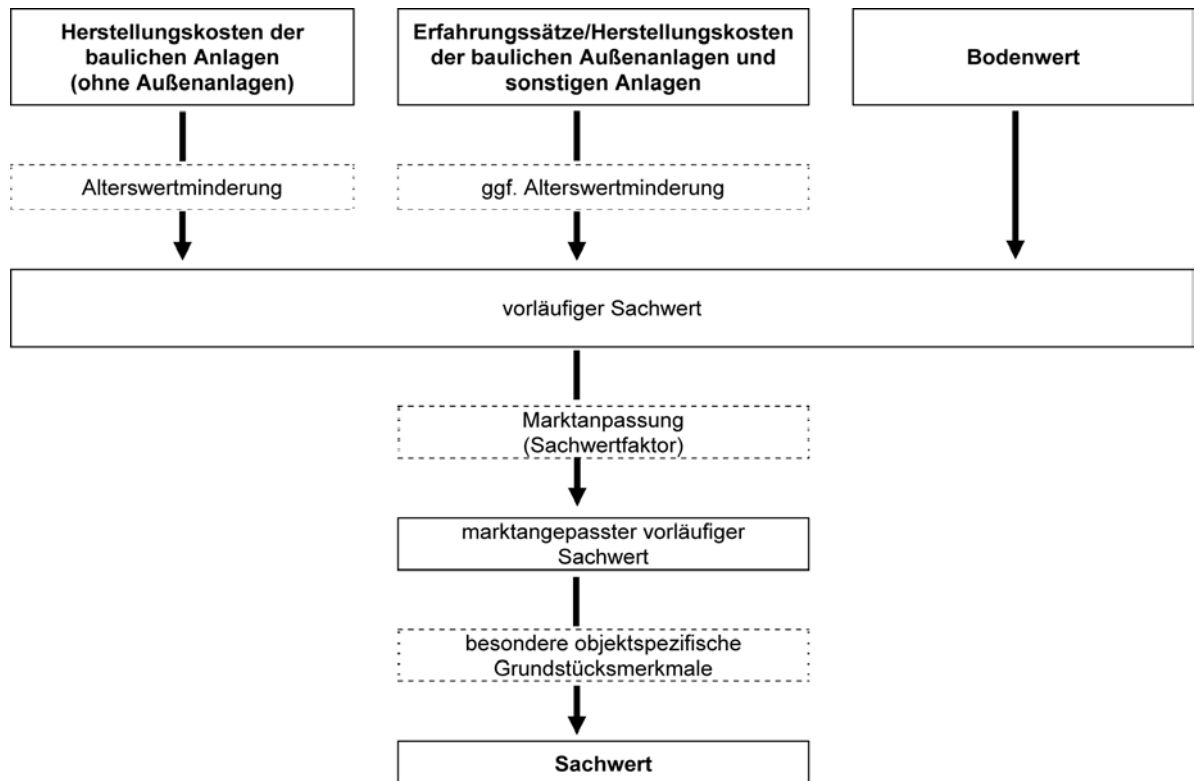 Herstellungskosten der
baulichen Anlagen
(ohne Außenanlagen)
Erfahrungssätze/Herstellungskosten
der baulichen Außenanlagen und
sonstigen Anlagen
Bodenwert
Alterswertminderung
ggf. Alterswertminderung
vorläufiger Sachwert
Marktanpassung
(Sachwertfaktor)
marktangepasster vorläufiger
Sachwert
besondere objektspezifische
Grundstücksmerkmale
Sachwert